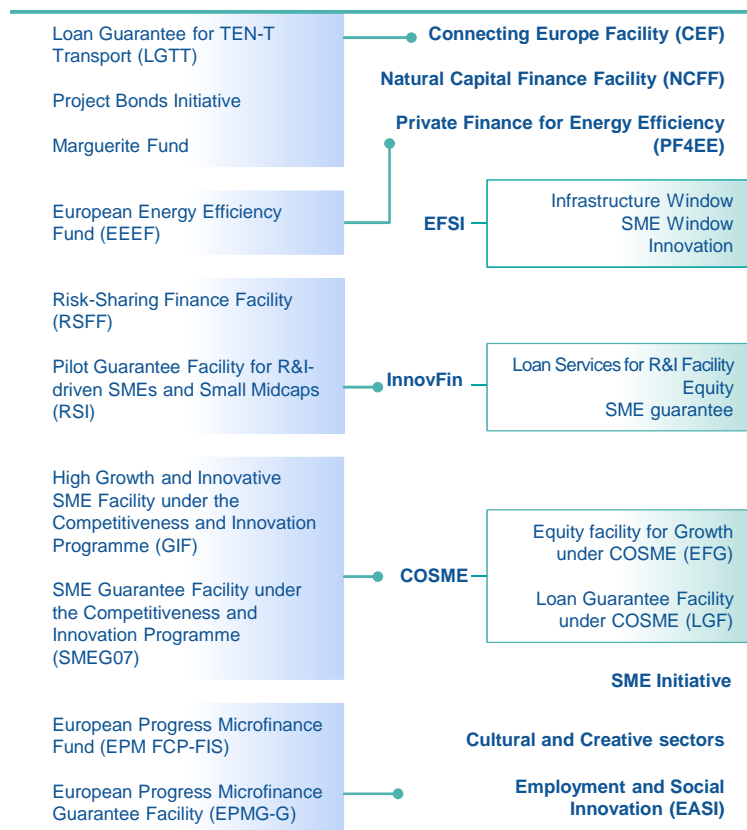 Loan Guarantee for TEN-T
Transport (LGTT)
Project Bonds Initiative
Marguerite Fund
Connecting Europe Facility (CEF)
Natural Capital Finance Facility (NCFF)
Private Finance for Energy Efficiency
(PF4EE)
European Energy Efficiency
Fund (EEEF)
EFSI
Infrastructure Window
SME Window
Innovation
Risk-Sharing Finance Facility
(RSFF)
Pilot Guarantee Facility for R&I-
driven SMEs and Small Midcaps
(RSI)
InnovFin
Loan Services for R&I Facility
Equity
SME guarantee
High Growth and Innovative
SME Facility under the
Competitiveness and Innovation
Programme (GIF)
SME Guarantee Facility under
the Competitiveness and
Innovation Programme
(SMEG07)
COSME
Equity facility for Growth
under COSME (EFG)
Loan Guarantee Facility
under COSME (LGF)
SME Initiative
European Progress Microfinance
Fund (EPM FCP-FIS)
European Progress Microfinance
Guarantee Facility (EPMG-G)
Cultural and Creative sectors
Employment and Social
Innovation (EASI)